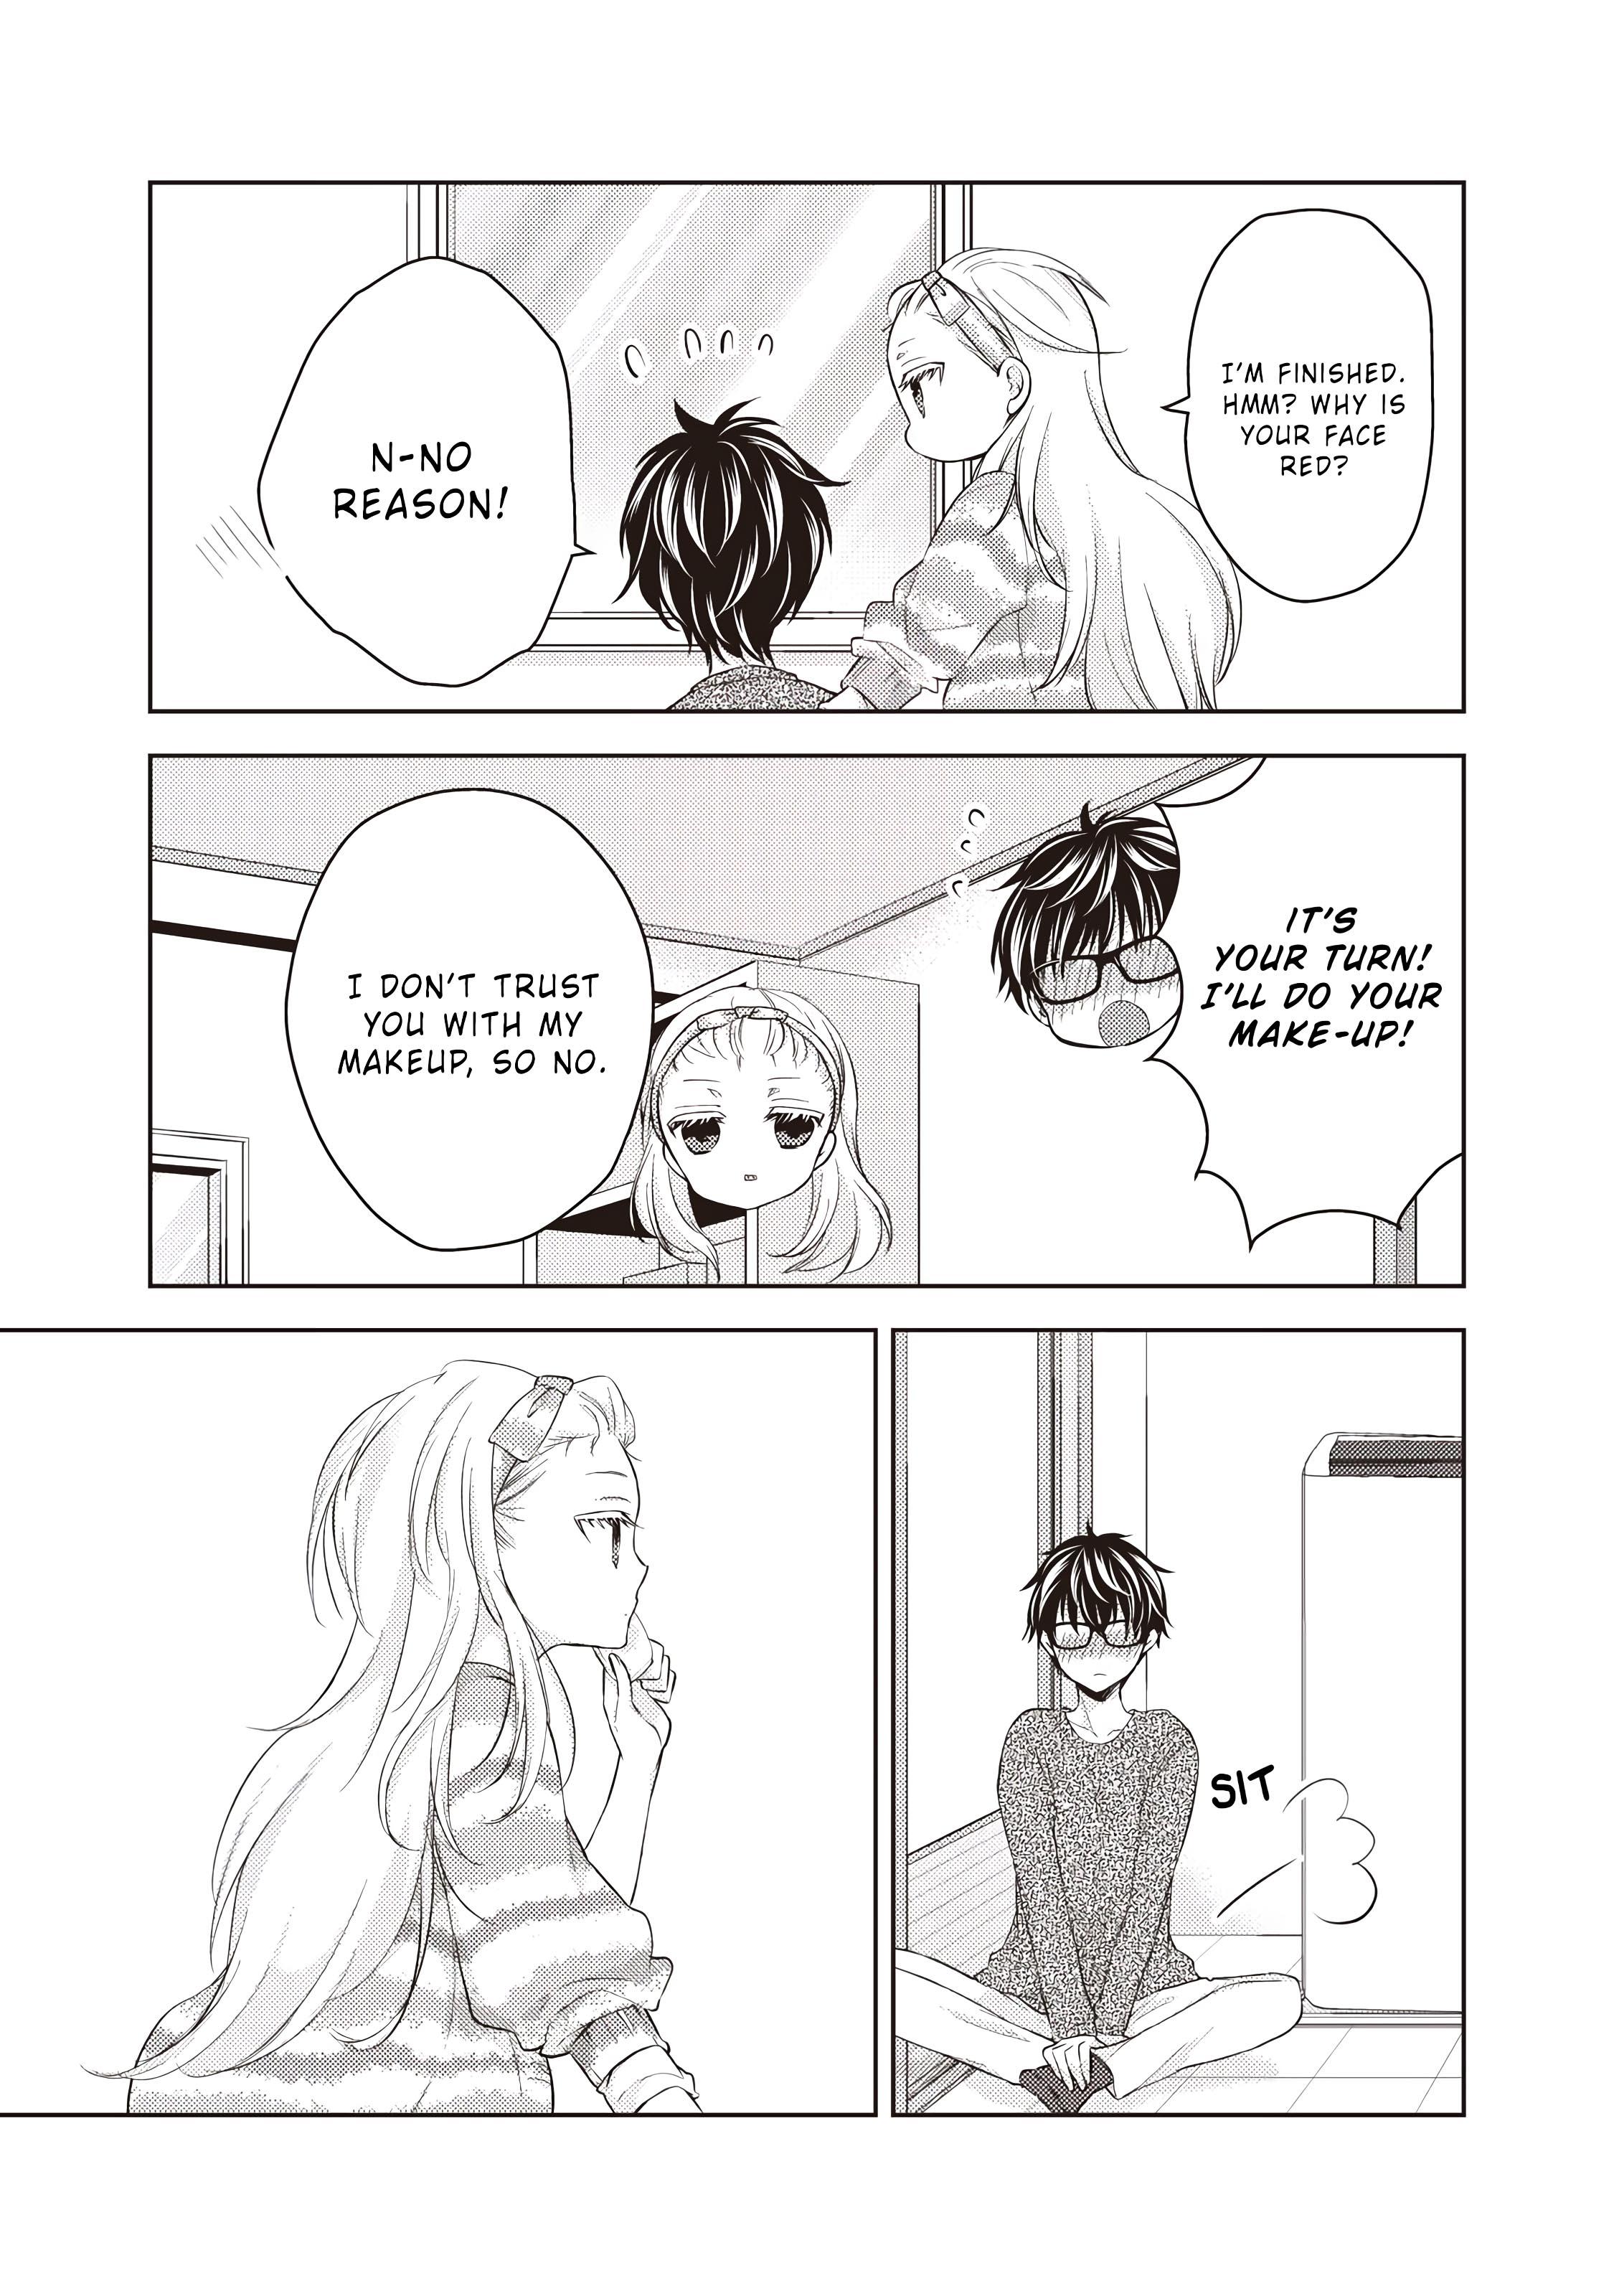 I'M FINISHED.
HMM? WHY IS
YOUR FACE
RED?
N-NO
REASON!
IT'S
YOUR TURN!
I'LL DO YOUR
MAKE-UP!
I DON'T TRUST
YOU WITH MY
MAKEUP, SO NO.
SIT